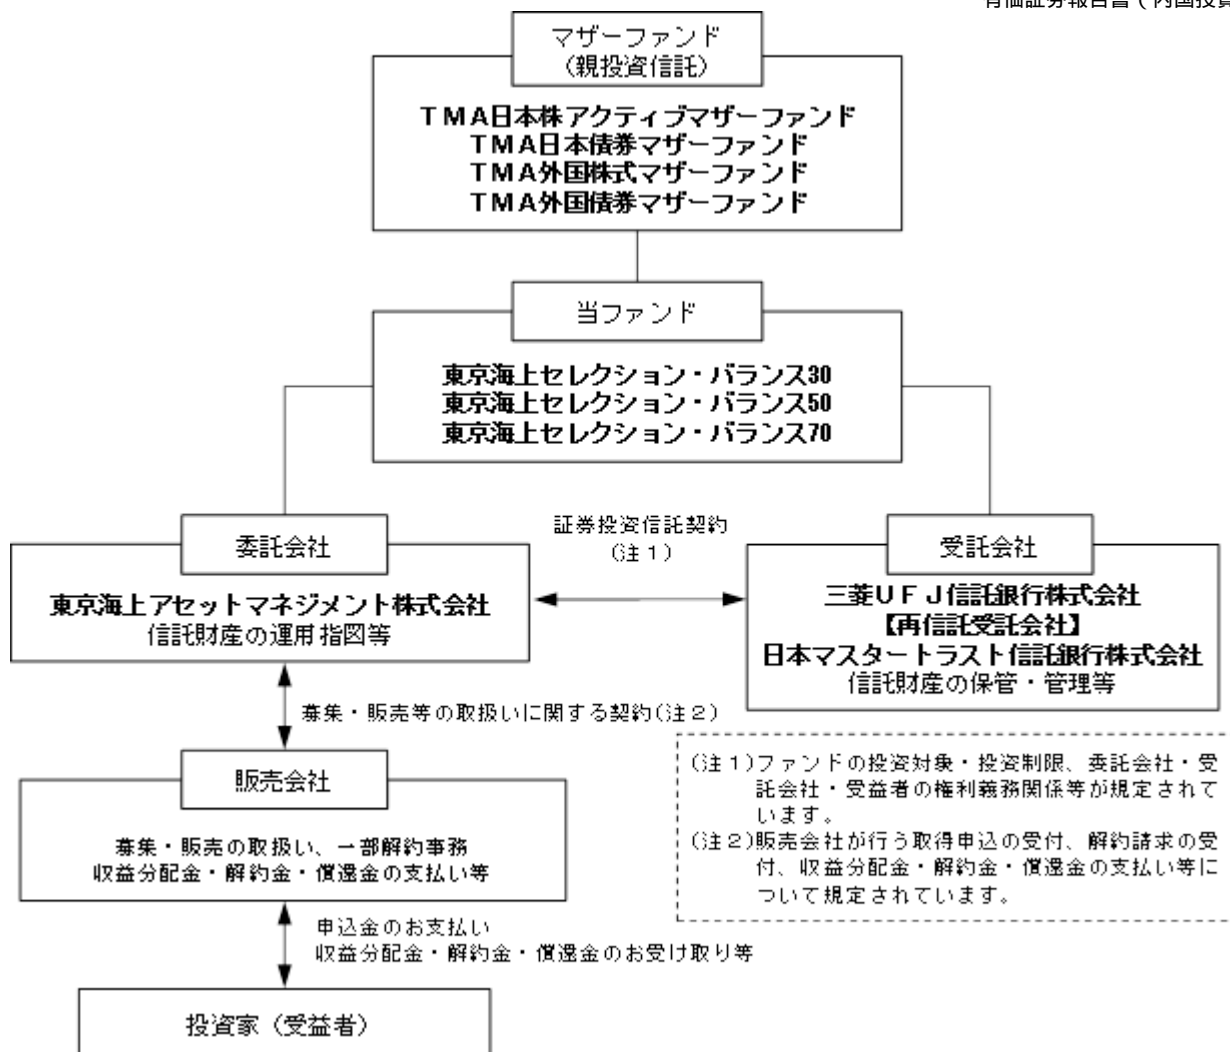 有価証券報告書（内国投資
マザーファンド
（親投資信託）
ＴＭＡ日本株アクティブマザーファンド
ＴＭＡ日本債券マザーファンド
ＴＭＡ外国株式マザーファンド
ＴＭＡ外国債券マザーファンド
当ファンド
東京海上セレクション・バランス30
東京海上セレクション・バランス50
東京海上セレクション・バランス70
委託会社
東京海上アセットマネジメント株式会社
信託財産の運用指図等
証券投資信託契約
（注１）
受託会社
三菱ＵＦＪ信託銀行株式会社
【再信託受託会社】
日本マスタートラスト信託銀行株式会社
信託財産の保管・管理等
募集・販売等の取扱いに関する契約（注２）
販売会社
募集・販売の取扱い、一部解約事務
収益分配金・解約金・償還金の支払い等
（注１）ファンドの投資対象・投資制限、委託会社・受
託会社・受益者の権利義務関係等が規定されて
います。
（注２）販売会社が行う取得申込の受付、解約請求の受
付、収益分配金・解約金・償還金の支払い等に
ついて規定されています。
申込金のお支払い
収益分配金・解約金・償還金のお受け取り等
投資家（受益者）